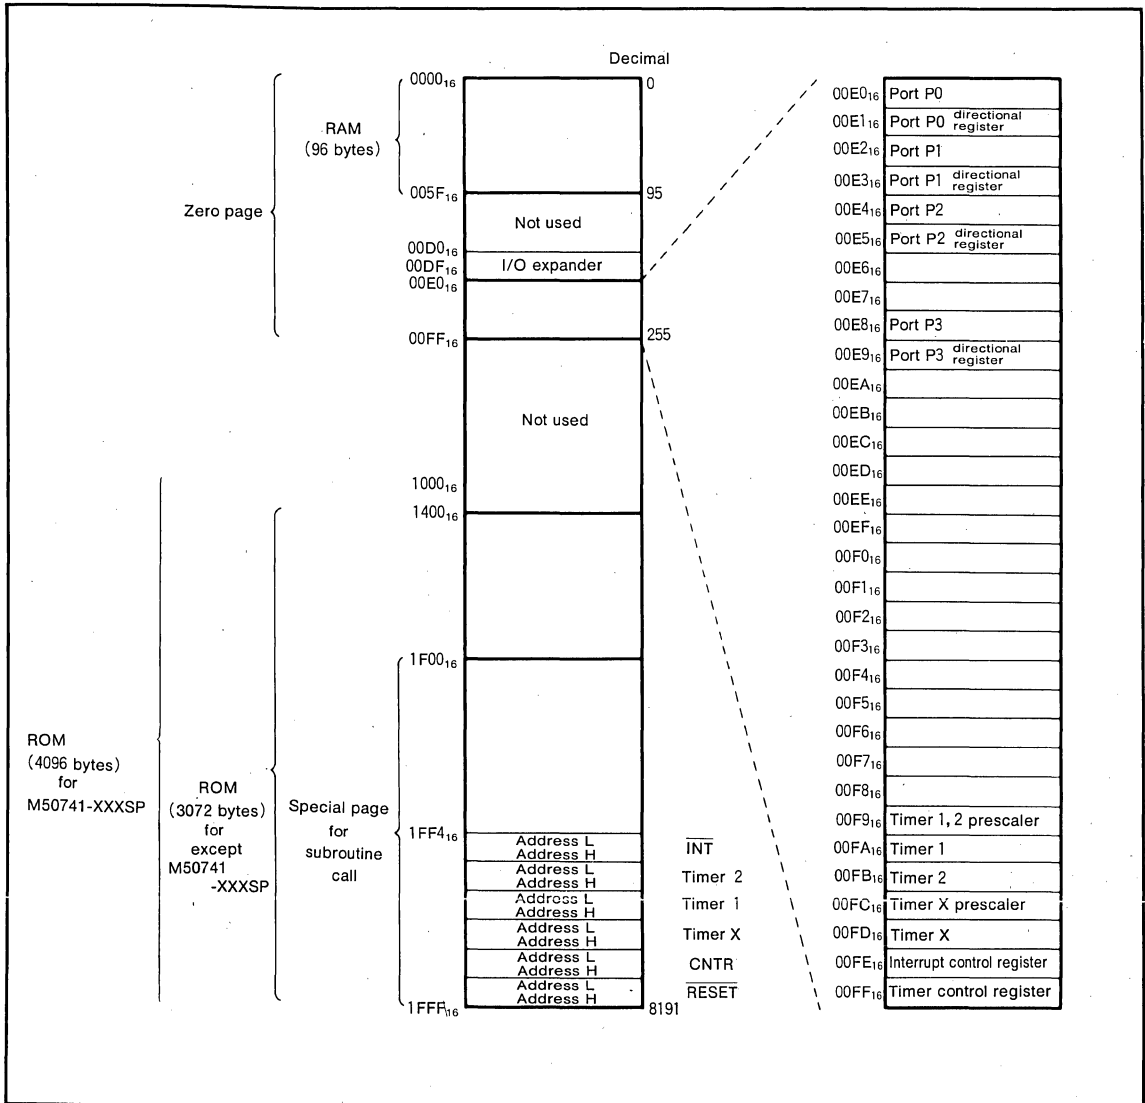 Decimal
0000₁₆
0
RAM
(96 bytes)
005F₁₆
95
Zero page
Not used
00D0₁₆
00DF₁₆
I/O expander
00E0₁₆
00FF₁₆
255
Not used
1000₁₆
1400₁₆
1F00₁₆
ROM
(4096 bytes)
for
M50741-XXXSP
ROM
(3072 bytes)
for
except
M50741
-XXXSP
Special page
for
subroutine
call
1FF4₁₆
Address L
Address H
INT
Address L
Address H
Timer 2
Address L
Address H
Timer 1
Address L
Address H
Timer X
Address L
Address H
CNTR
Address L
Address H
RESET
1FFF₁₆
8191
00E0₁₆ Port P0
00E1₁₆ Port P0 directional register
00E2₁₆ Port P1
00E3₁₆ Port P1 directional register
00E4₁₆ Port P2
00E5₁₆ Port P2 directional register
00E6₁₆
00E7₁₆
00E8₁₆ Port P3
00E9₁₆ Port P3 directional register
00EA₁₆
00EB₁₆
00EC₁₆
00ED₁₆
00EE₁₆
00EF₁₆
00F0₁₆
00F1₁₆
00F2₁₆
00F3₁₆
00F4₁₆
00F5₁₆
00F6₁₆
00F7₁₆
00F8₁₆
00F9₁₆ Timer 1, 2 prescaler
00FA₁₆ Timer 1
00FB₁₆ Timer 2
00FC₁₆ Timer X prescaler
00FD₁₆ Timer X
00FE₁₆ Interrupt control register
00FF₁₆ Timer control register